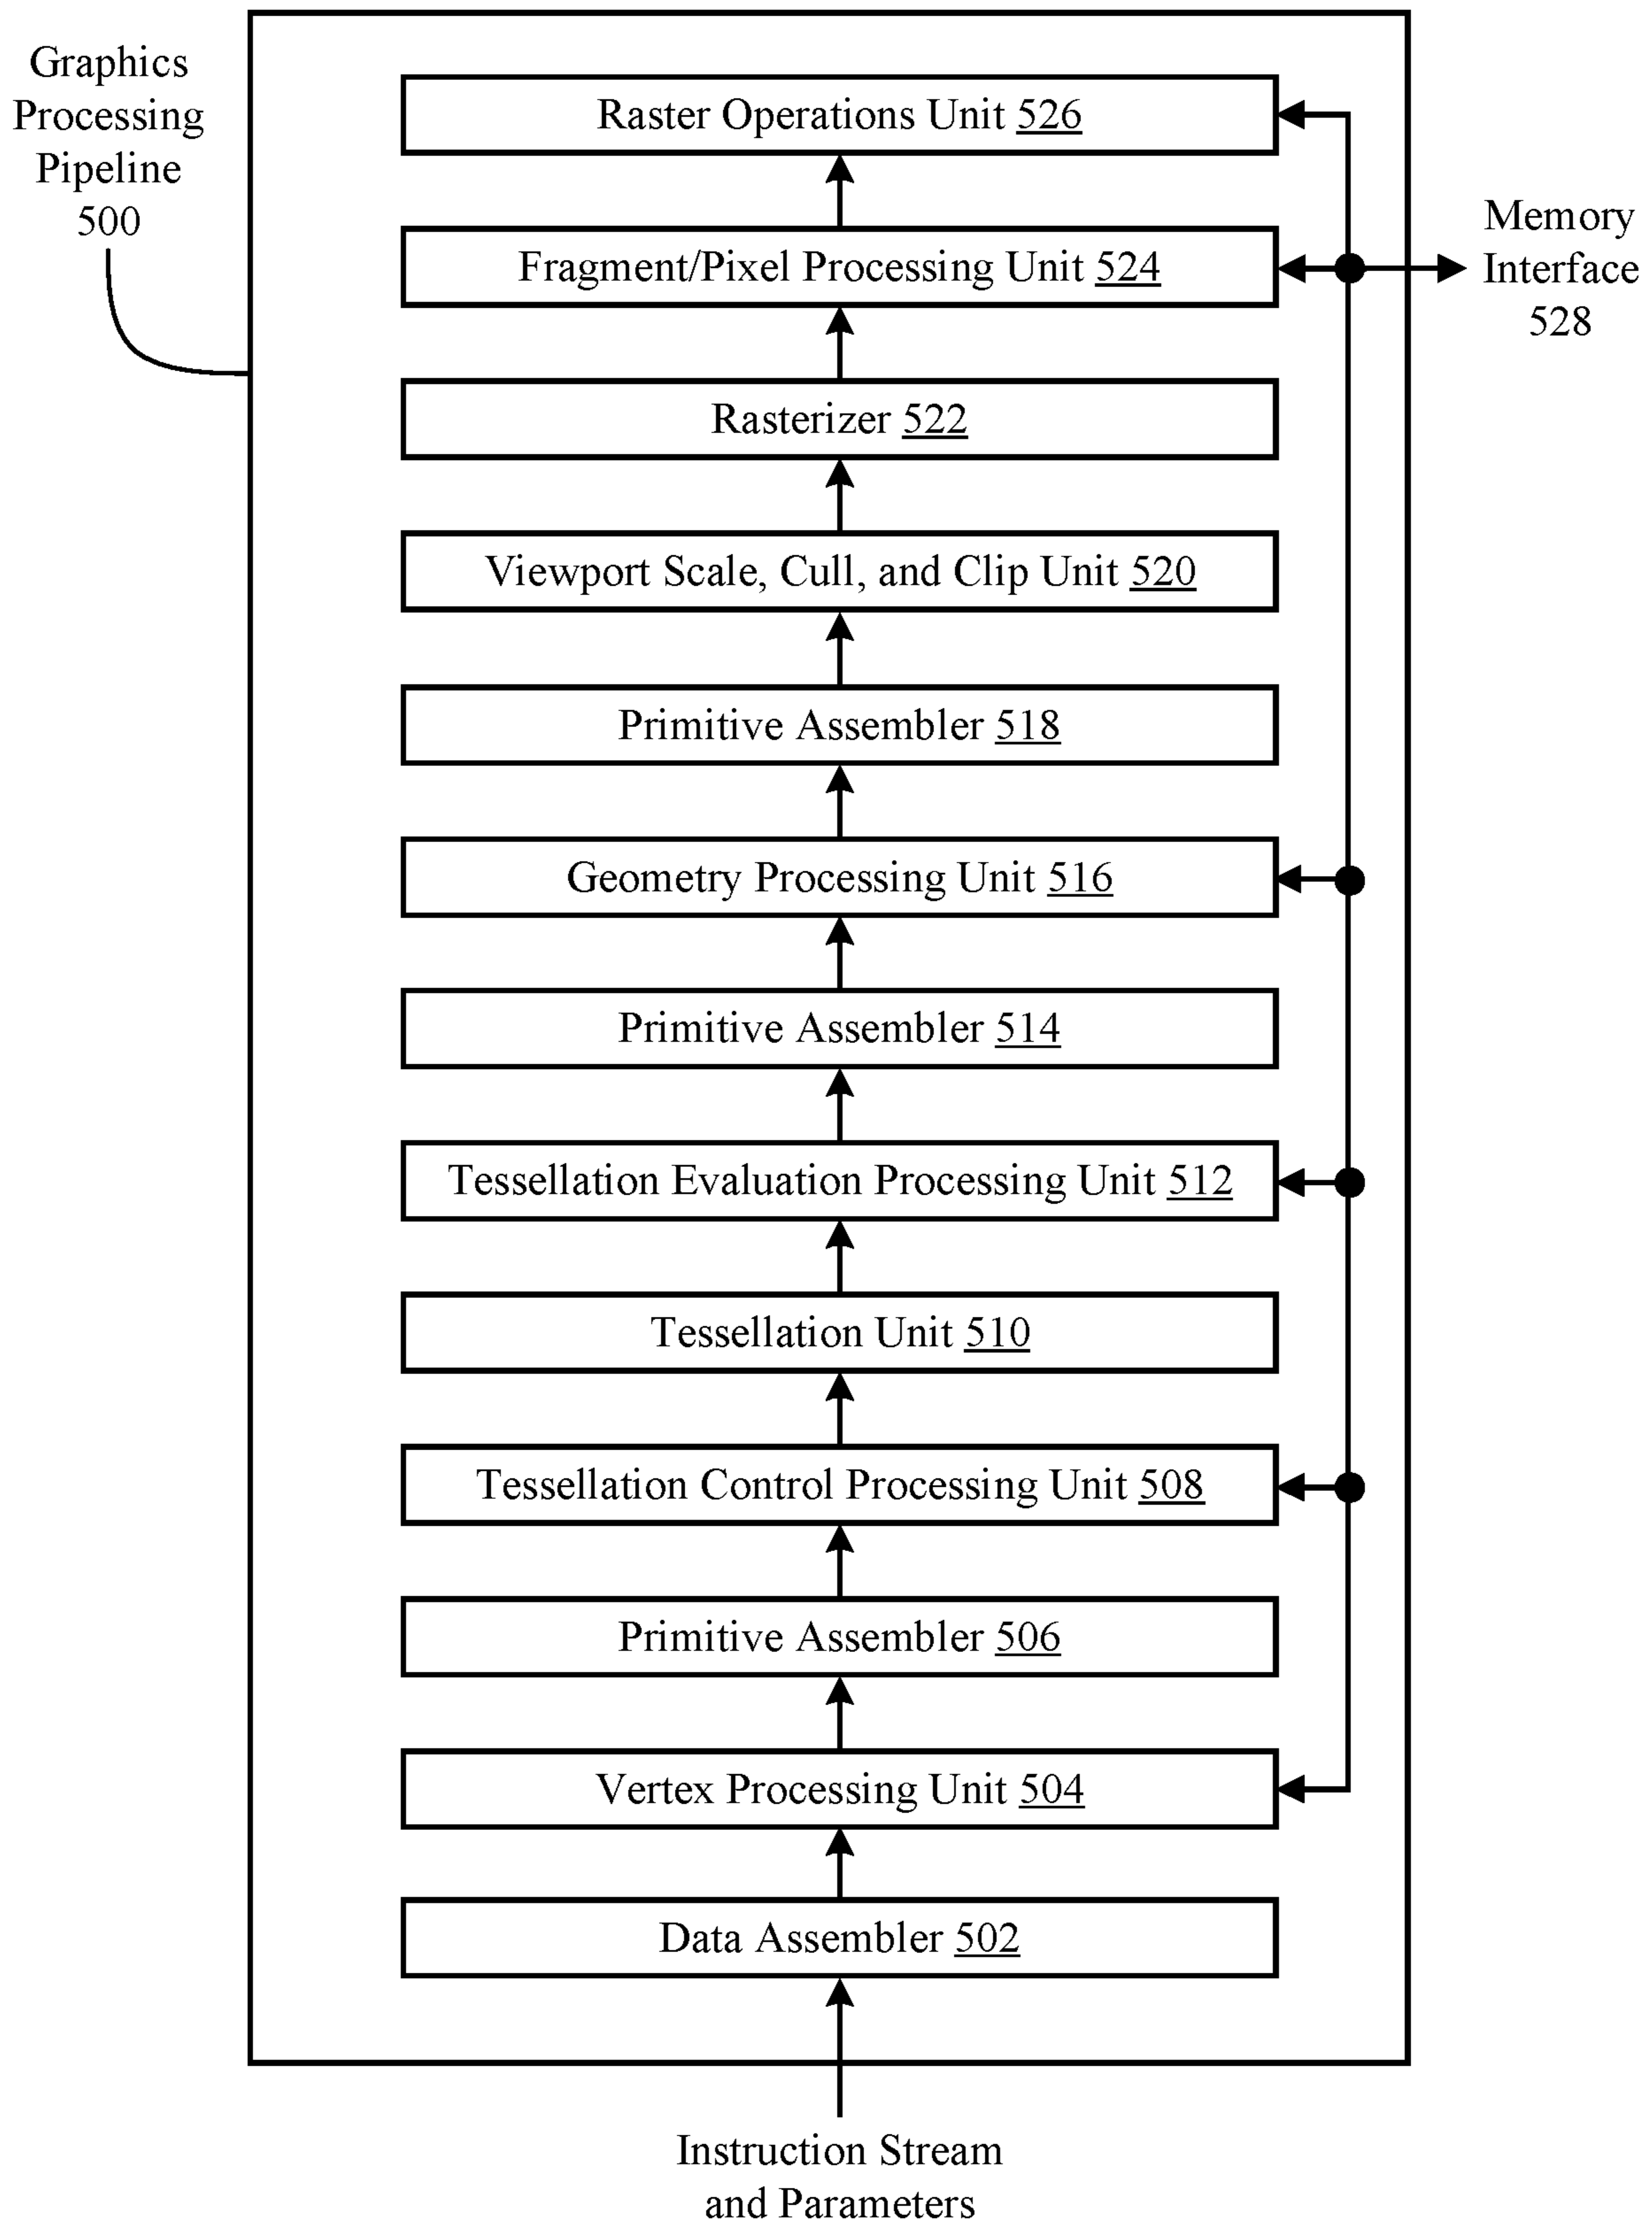 Graphics
Processing
Pipeline
500
Raster Operations Unit 526
Fragment/Pixel Processing Unit 524
Memory
Interface
528
Rasterizer 522
Viewport Scale, Cull, and Clip Unit 520
Primitive Assembler 518
Geometry Processing Unit 516
Primitive Assembler 514
Tessellation Evaluation Processing Unit 512
Tessellation Unit 510
Tessellation Control Processing Unit 508
Primitive Assembler 506
Vertex Processing Unit 504
Data Assembler 502
Instruction Stream
and Parameters